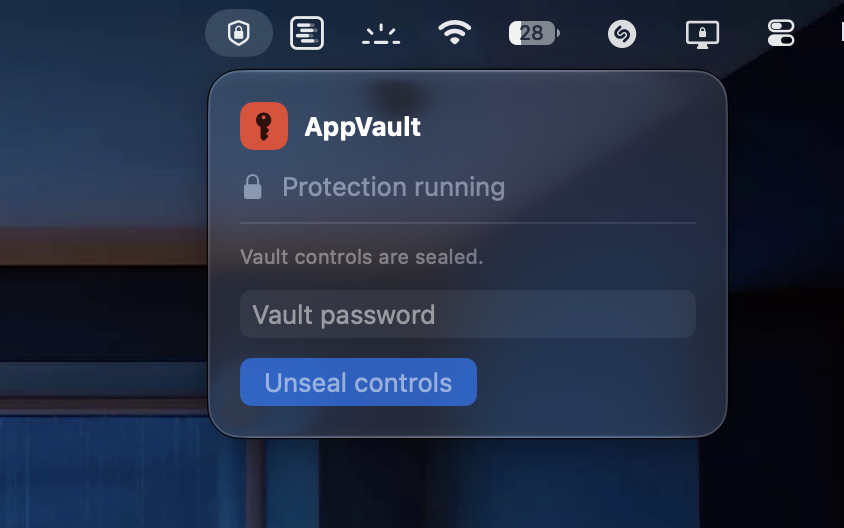 28
AppVault
Protection running
Vault controls are sealed.
Vault password
Unseal controls